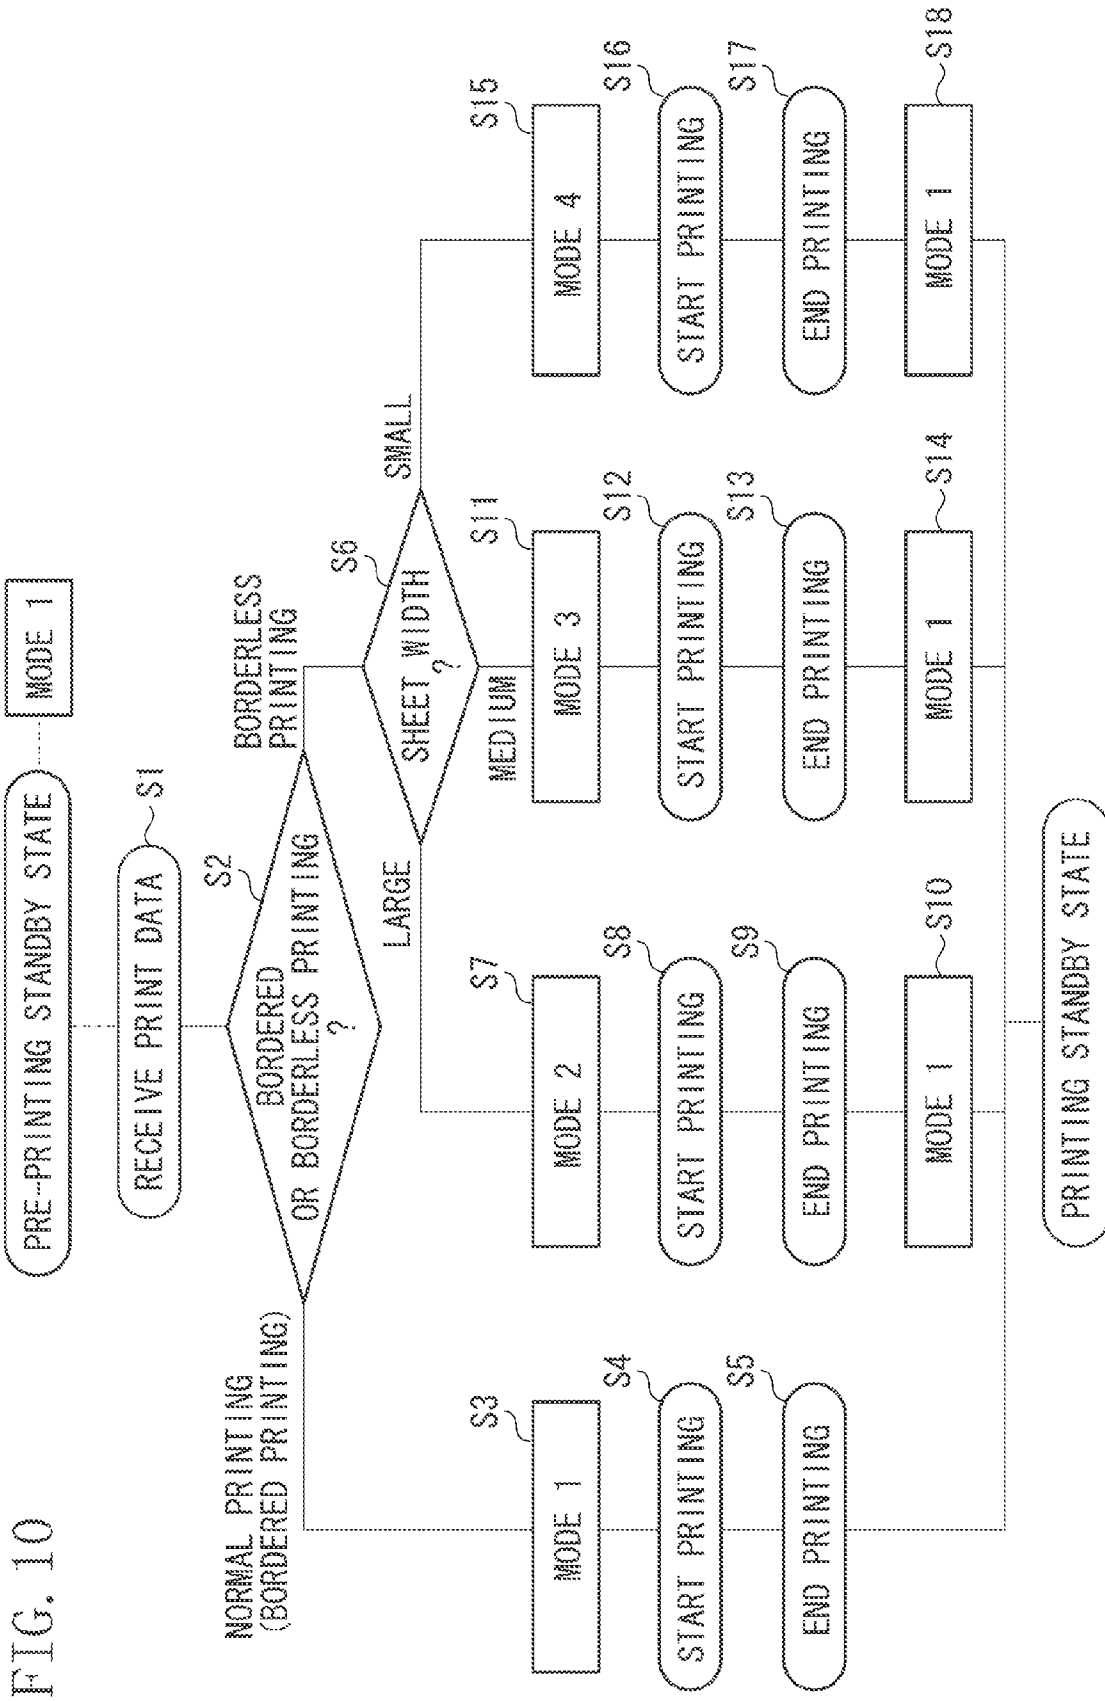 FIG. 10
PRE-PRINTING STANDBY STATE
MODE 1
RECEIVE PRINT DATA
S1
BORDERED
OR BORDERLESS PRINTING
?
S2
NORMAL PRINTING
(BORDERED PRINTING)
BORDERLESS
PRINTING
SHEET WIDTH
?
S6
LARGE
MEDIUM
SMALL
MODE 1
S3
START PRINTING
S4
END PRINTING
S5
MODE 2
S7
START PRINTING
S8
END PRINTING
S9
MODE 1
S10
MODE 3
S11
START PRINTING
S12
END PRINTING
S13
MODE 1
S14
MODE 4
S15
START PRINTING
S16
END PRINTING
S17
MODE 1
S18
PRINTING STANDBY STATE